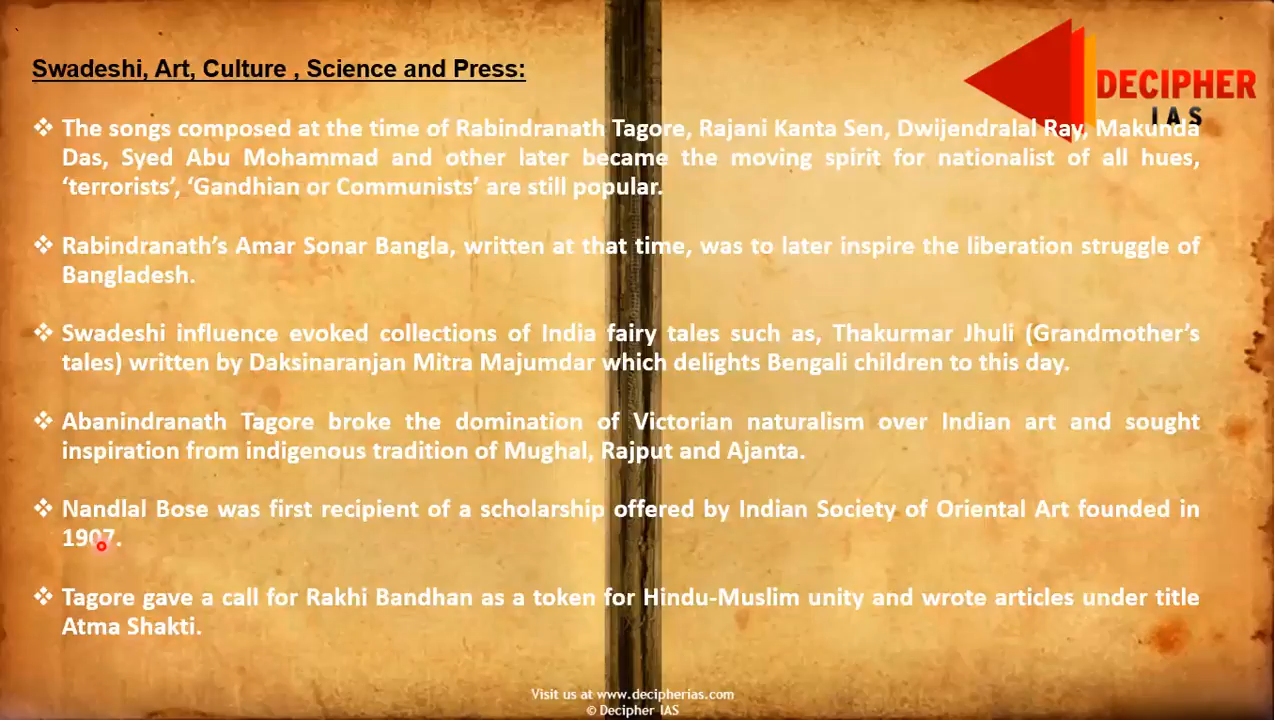 Swadeshi, Art, Culture , Science and Press:
DECIPHER
IAS
❖ The songs composed at the time of Rabindranath Tagore, Rajani Kanta Sen, Dwijendralal Ray, Makunda
Das, Syed Abu Mohammad and other later became the moving spirit for nationalist of all hues,
‘terrorists’, ‘Gandhian or Communists’ are still popular.
❖ Rabindranath’s Amar Sonar Bangla, written at that time, was to later inspire the liberation struggle of
Bangladesh.
❖ Swadeshi influence evoked collections of India fairy tales such as, Thakurmar Jhuli (Grandmother’s
tales) written by Daksinaranjan Mitra Majumdar which delights Bengali children to this day.
❖ Abanindranath Tagore broke the domination of Victorian naturalism over Indian art and sought
inspiration from indigenous tradition of Mughal, Rajput and Ajanta.
❖ Nandlal Bose was first recipient of a scholarship offered by Indian Society of Oriental Art founded in
1907.
❖ Tagore gave a call for Rakhi Bandhan as a token for Hindu-Muslim unity and wrote articles under title
Atma Shakti.
Visit us at www.decipherias.com
© Decipher IAS